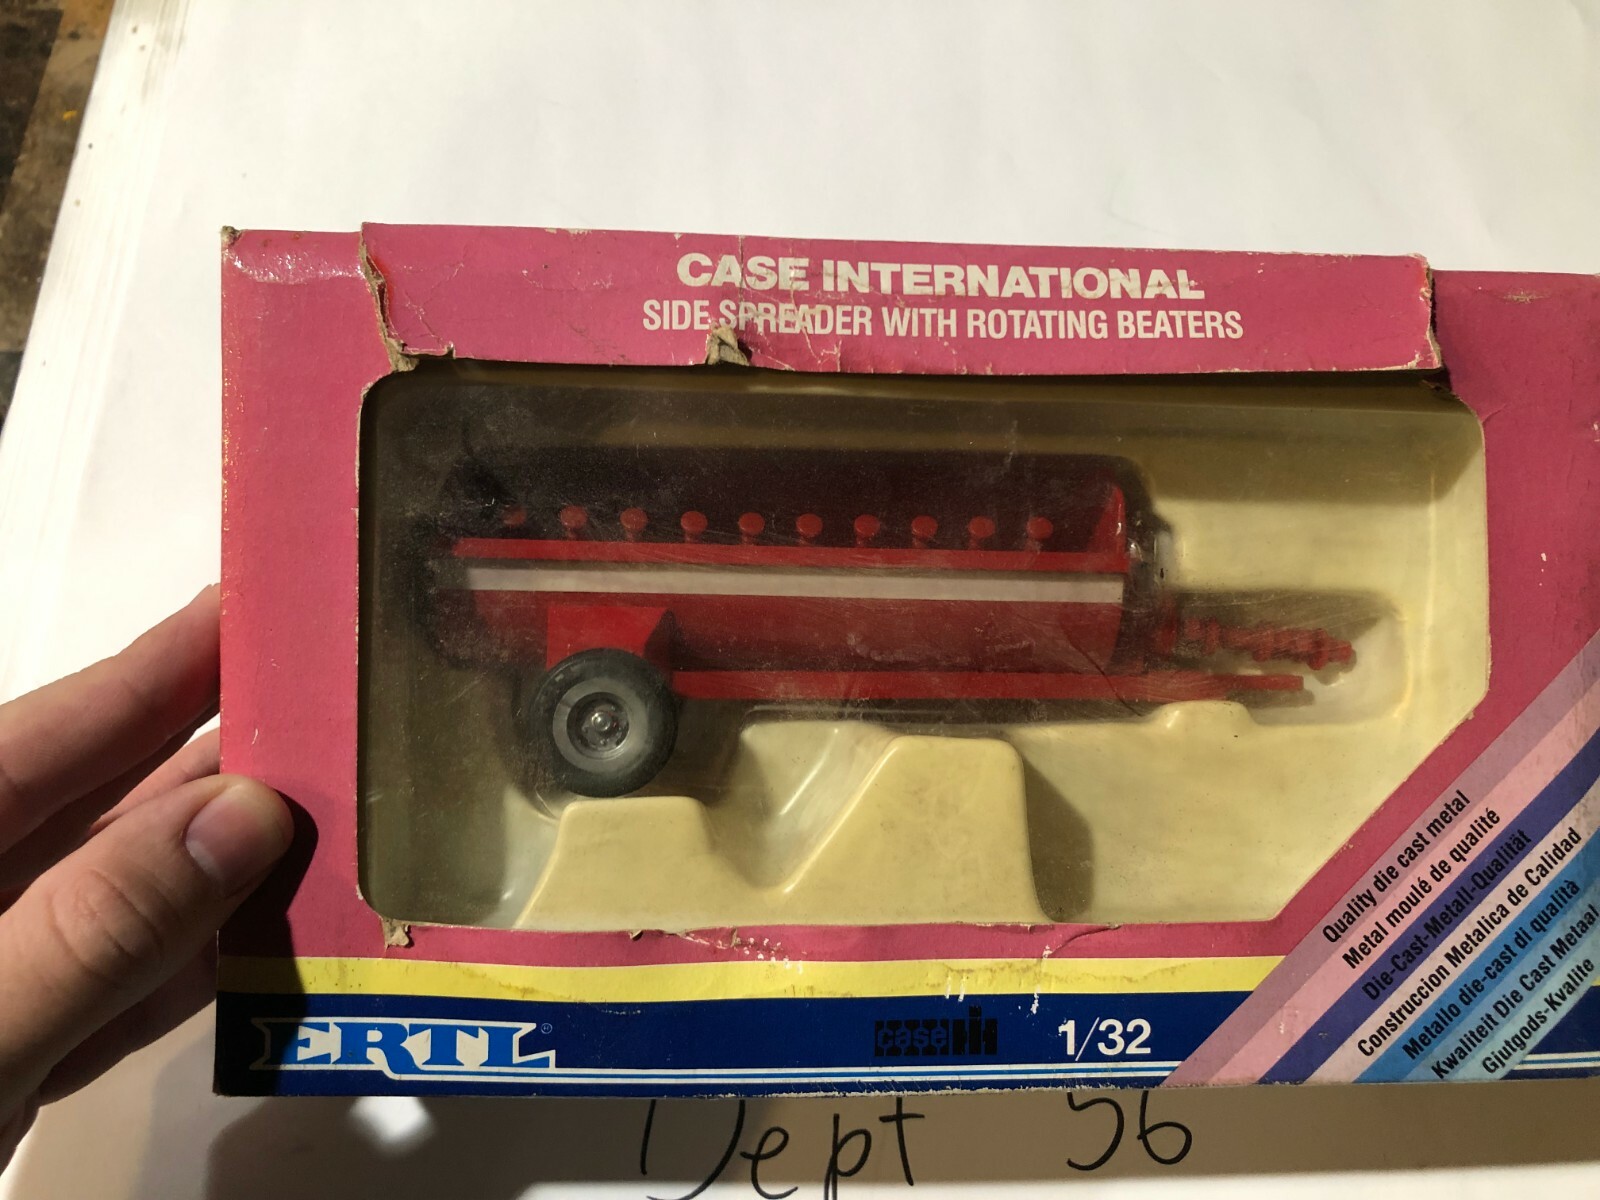 CASE INTERNATIONAL
SIDE SPREADER WITH ROTATING BEATERS
Quality die cast metal
Metal moulé de qualité
Die-Cast-Metall-Qualität
Construccion Metalica de Calidad
Metallo die-cast di qualità
Kwaliteit Die Cast Metaal
Gjutgods-Kvalite
ERTL®
case IH
1/32
Dept 56